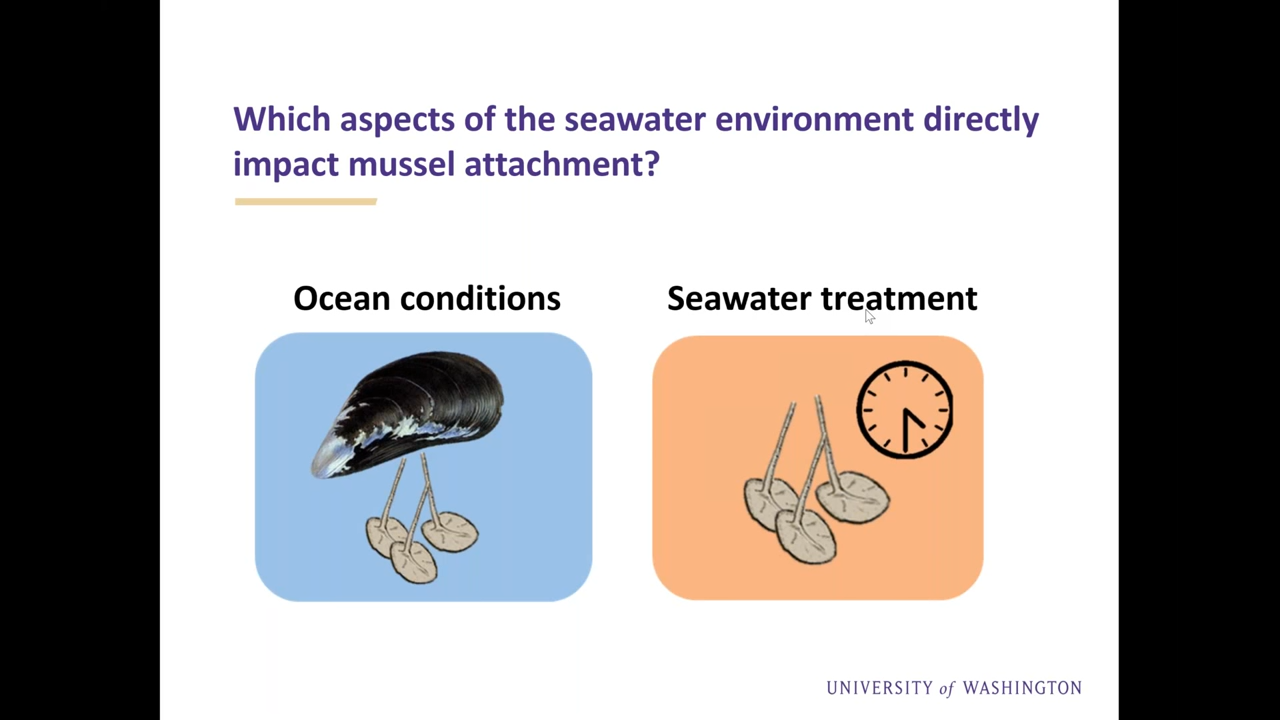 Which aspects of the seawater environment directly
impact mussel attachment?
Ocean conditions
Seawater treatment
UNIVERSITY of WASHINGTON